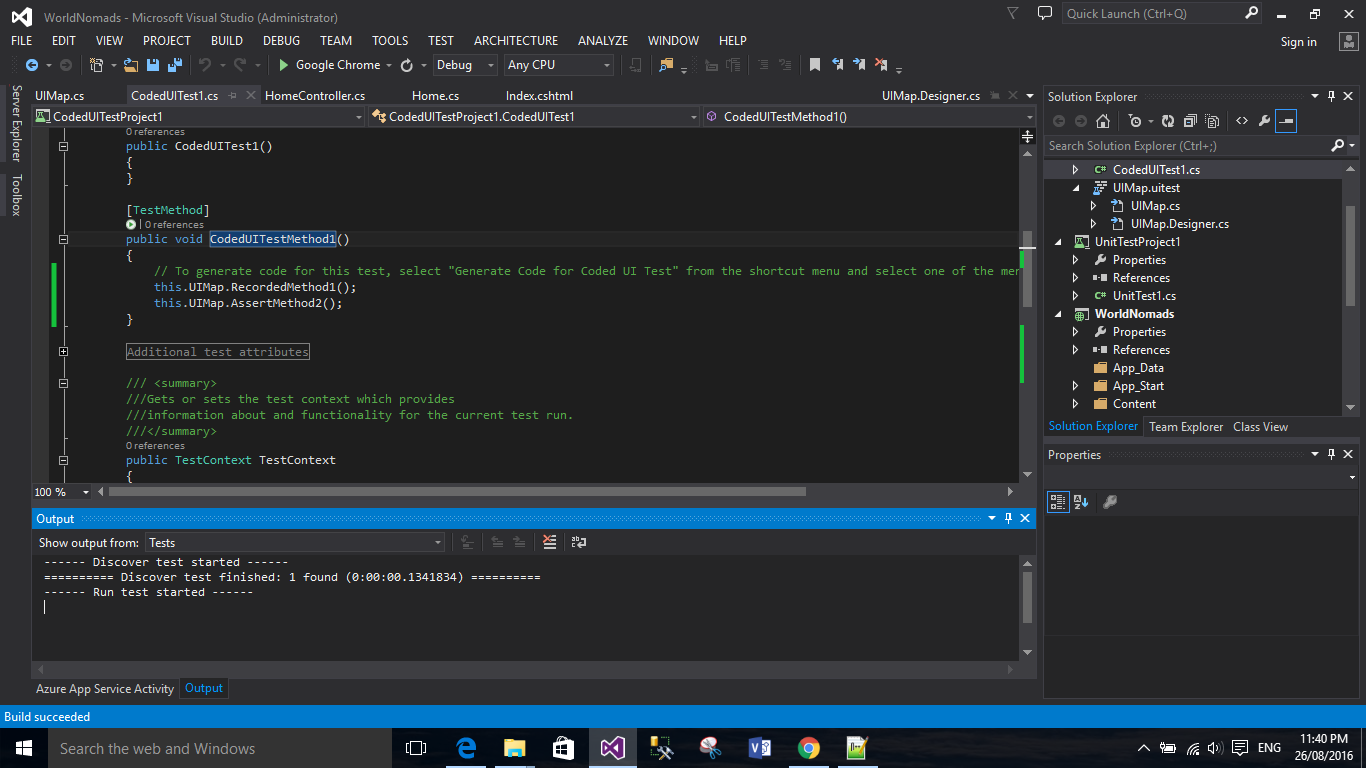 WorldNomads - Microsoft Visual Studio (Administrator)
Quick Launch (Ctrl+Q)
FILE EDIT VIEW PROJECT BUILD DEBUG TEAM TOOLS TEST ARCHITECTURE ANALYZE WINDOW HELP
Sign in
Google Chrome Debug Any CPU
Server Explorer
Toolbox
UIMap.cs CodedUITest1.cs HomeController.cs Home.cs Index.cshtml UIMap.Designer.cs
CodedUITestProject1 CodedUITestProject1.CodedUITest1 CodedUITestMethod1()
0 references
public CodedUITest1()
{
}
[TestMethod]
| 0 references
public void CodedUITestMethod1()
{
// To generate code for this test, select "Generate Code for Coded UI Test" from the shortcut menu and select one of the mer
this.UIMap.RecordedMethod1();
this.UIMap.AssertMethod2();
}
Additional test attributes
/// <summary>
///Gets or sets the test context which provides
///information about and functionality for the current test run.
///</summary>
0 references
public TestContext TestContext
{
100 %
Output
Show output from: Tests
------ Discover test started ------
========== Discover test finished: 1 found (0:00:00.1341834) ==========
------ Run test started ------
Azure App Service Activity Output
Solution Explorer
Search Solution Explorer (Ctrl+;)
C# CodedUITest1.cs
UIMap.uitest
UIMap.cs
UIMap.Designer.cs
UnitTestProject1
Properties
References
C# UnitTest1.cs
WorldNomads
Properties
References
App_Data
App_Start
Content
Solution Explorer Team Explorer Class View
Properties
Build succeeded
Search the web and Windows
ENG
11:40 PM
26/08/2016